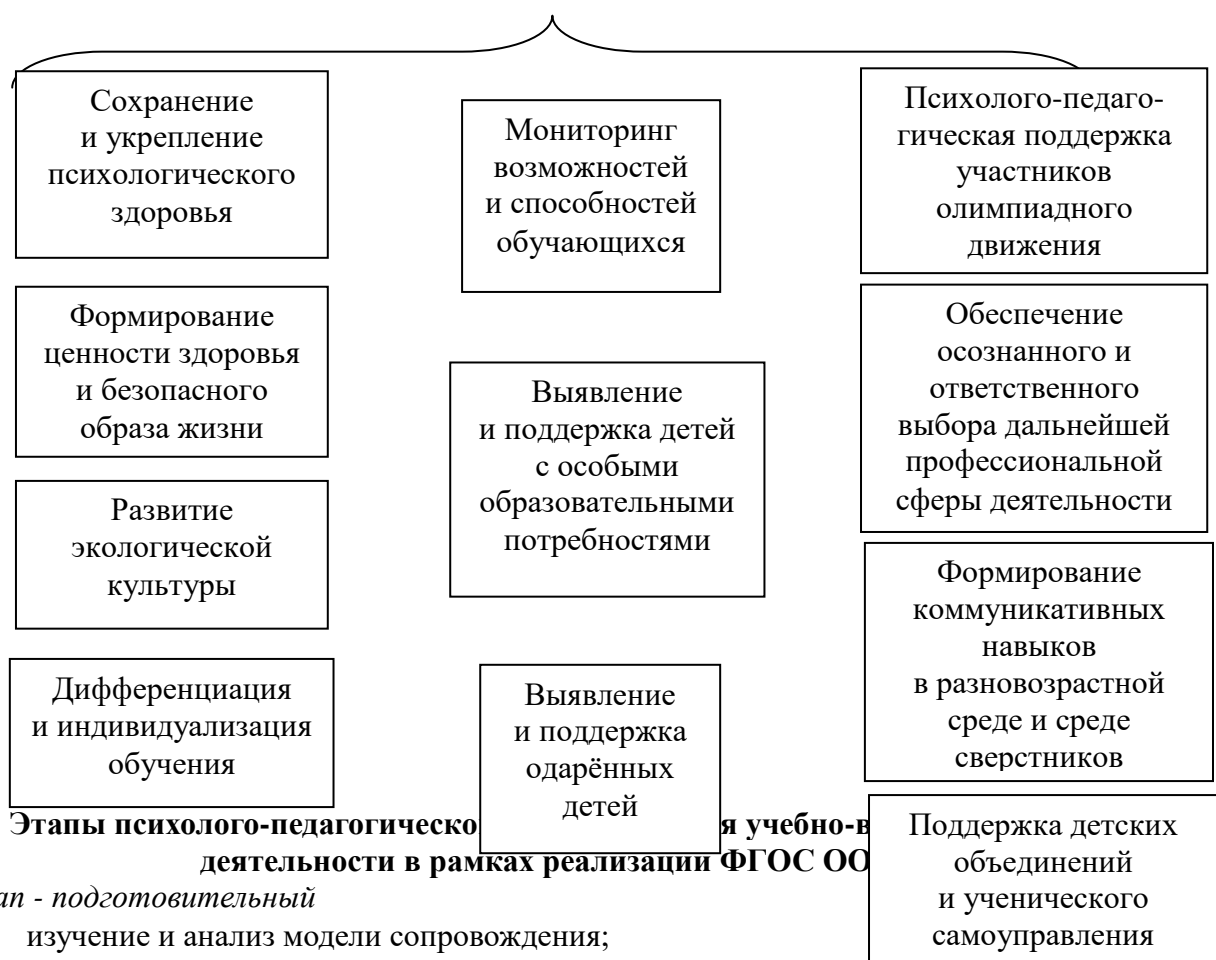 Сохранение
и укрепление
психологического
здоровья
Формирование
ценности здоровья
и безопасного
образа жизни
Развитие
экологической
культуры
Дифференциация
и индивидуализация
обучения
Мониторинг
возможностей
и способностей
обучающихся
Выявление
и поддержка детей
с особыми
образовательными
потребностями
Выявление
и поддержка
одарённых
детей
Психолого-педаго-
гическая поддержка
участников
олимпиадного
движения
Обеспечение
осознанного и
ответственного
выбора дальнейшей
профессиональной
сферы деятельности
Формирование
коммуникативных
навыков
в разновозрастной
среде и среде
сверстников
Поддержка детских
объединений
и ученического
самоуправления
Этапы психолого-педагогическо я учебно-в
деятельности в рамках реализации ФГОС ОО
ап - подготовительный
изучение и анализ модели сопровождения;